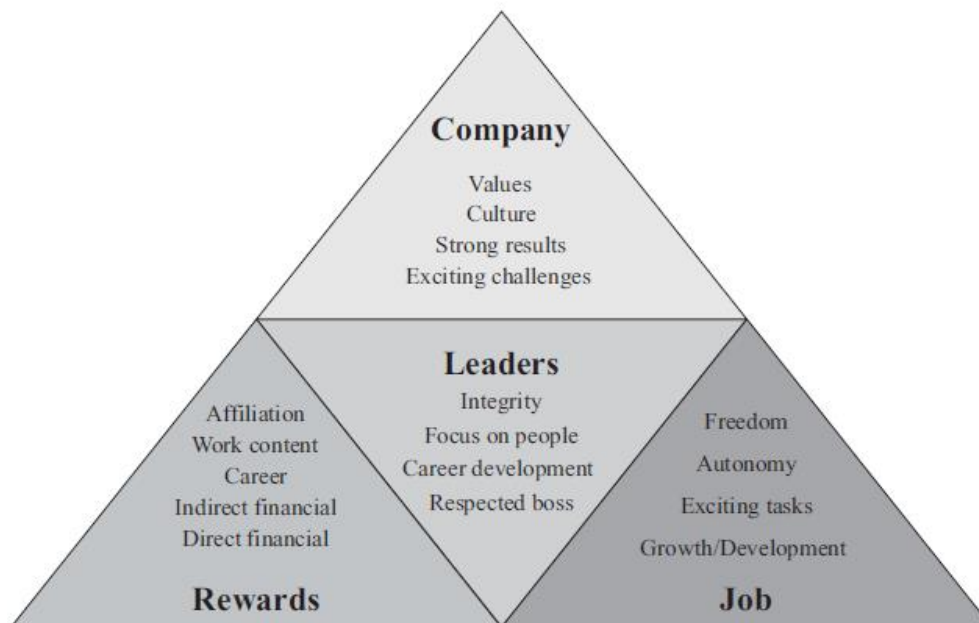 Company
Values
Culture
Strong results
Exciting challenges
Leaders
Integrity
Focus on people
Career development
Respected boss
Affiliation
Work content
Career
Indirect financial
Direct financial
Rewards
Freedom
Autonomy
Exciting tasks
Growth/Development
Job